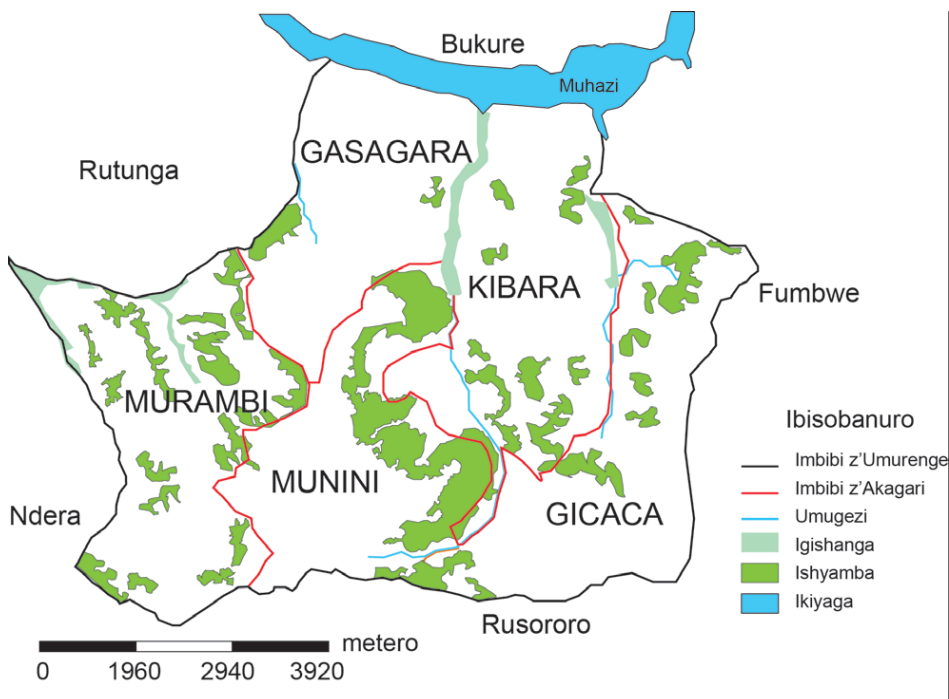 Bukure
Muhazi
GASAGARA
Rutunga
KIBARA
Fumbwe
MURAMBI
MUNINI
GICACA
Ndera
Rusororo
Ibisobanuro
Imbibi z’Umurenge
Imbibi z’Akagari
Umugezi
Igishanga
Ishyamba
Ikiyaga
metero
0 1960 2940 3920